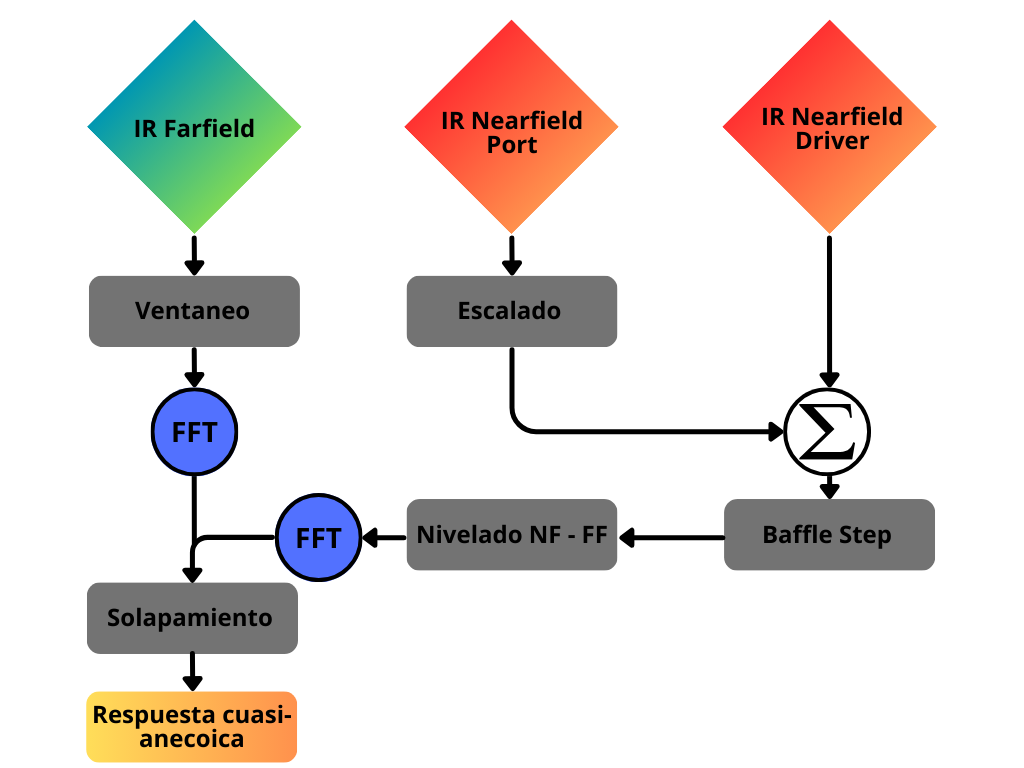 IR Farfield
IR Nearfield
Port
IR Nearfield
Driver
Ventaneo
Escalado
FFT
Σ
FFT
Nivelado NF - FF
Baffle Step
Solapamiento
Respuesta cuasi-
anecoica